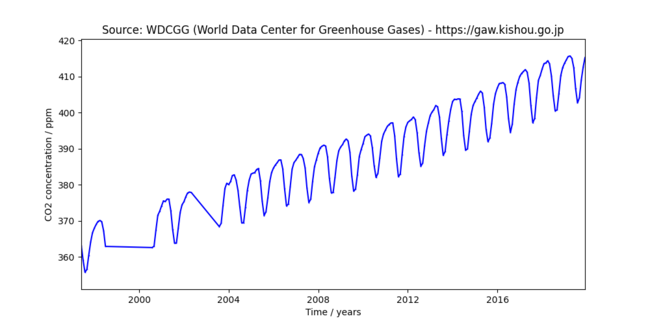 Source: WDCGG (World Data Center for Greenhouse Gases) - https://gaw.kishou.go.jp
420
410
400
390
380
370
360
CO2 concentration / ppm
2000 2004 2008 2012 2016
Time / years